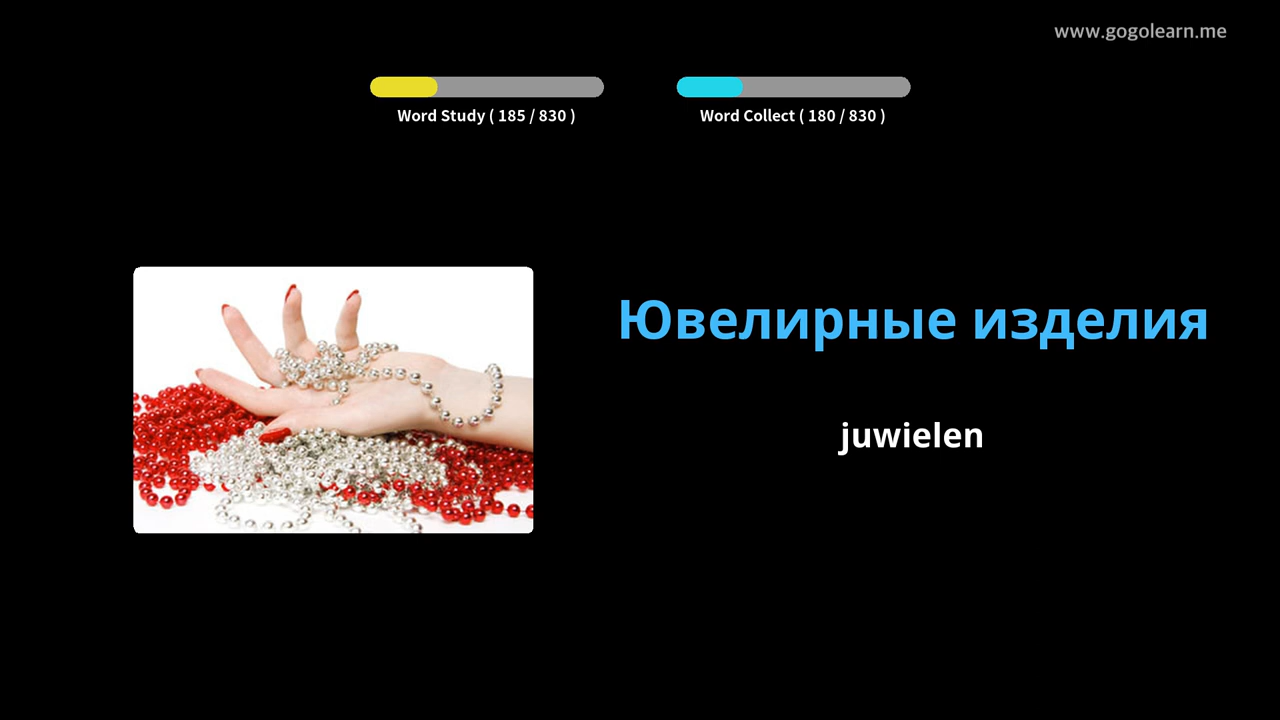 www.gogolearn.me
Word Study ( 185 / 830 )
Word Collect ( 180 / 830 )
Ювелирные изделия
juwielen